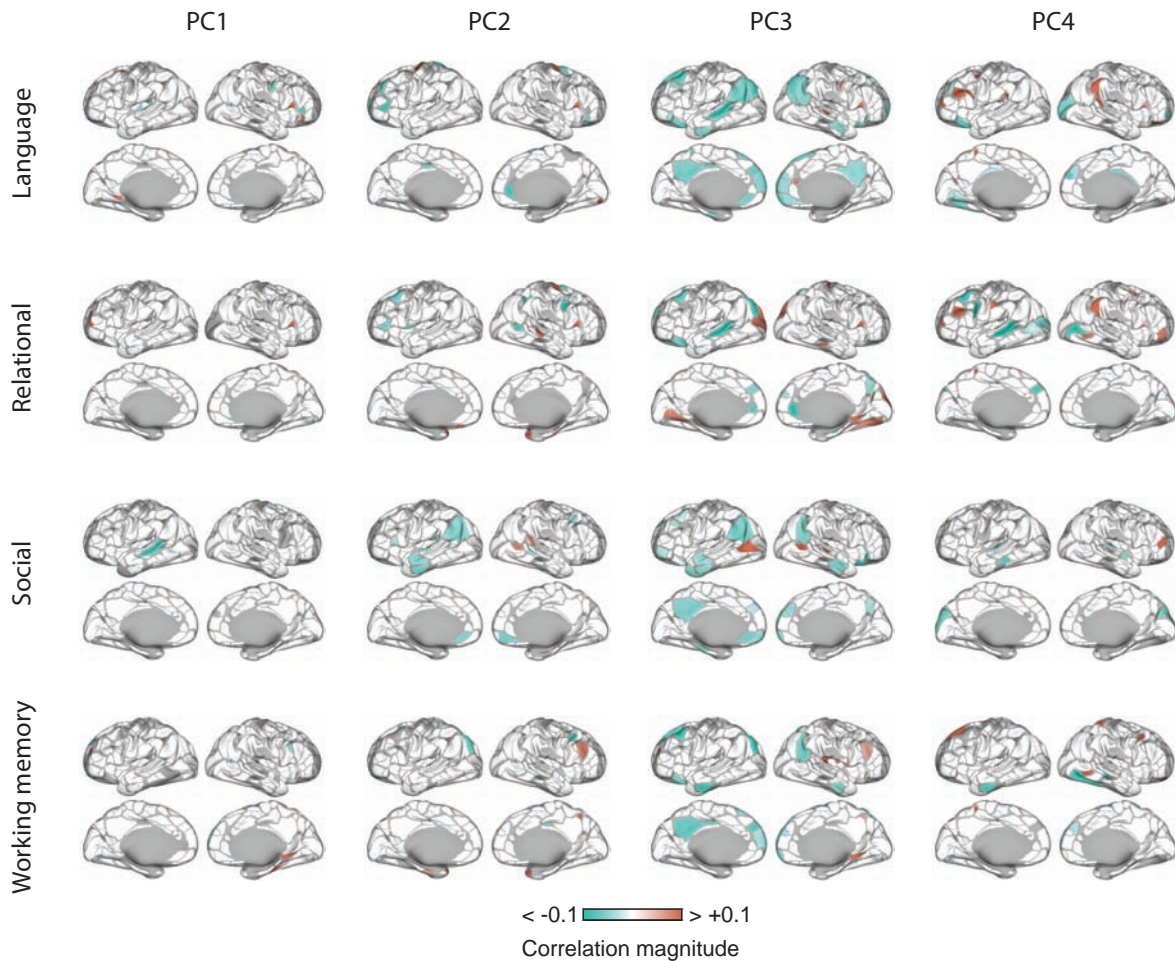 PC1 PC2 PC3 PC4
Language
Relational
Social
Working memory
< -0.1 > +0.1
Correlation magnitude